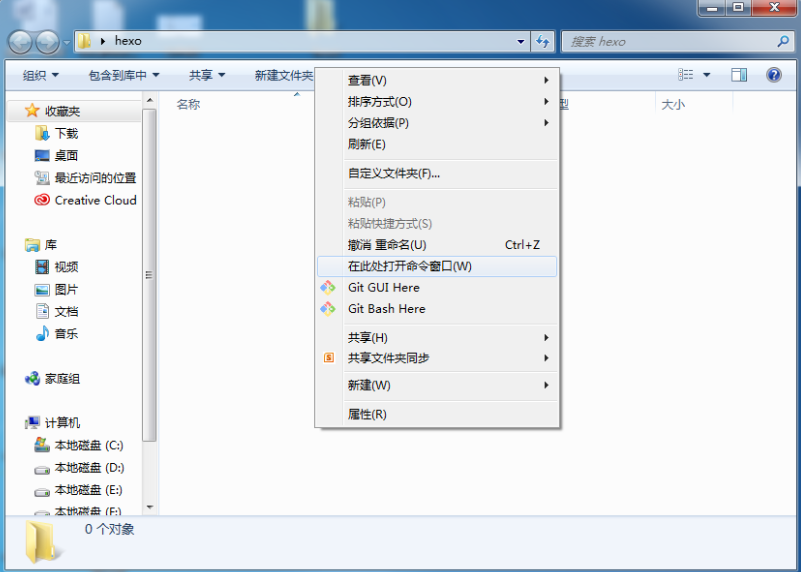 hexo
搜索 hexo
组织 包含到库中 共享 新建文件夹
名称 型 大小
收藏夹
下载
桌面
最近访问的位置
Creative Cloud
库
视频
图片
文档
音乐
家庭组
计算机
本地磁盘 (C:)
本地磁盘 (D:)
本地磁盘 (E:)
本地磁盘 (F:)
查看(V)
排序方式(O)
分组依据(P)
刷新(E)
自定义文件夹(F)...
粘贴(P)
粘贴快捷方式(S)
撤消 重命名(U) Ctrl+Z
在此处打开命令窗口(W)
Git GUI Here
Git Bash Here
共享(H)
共享文件夹同步
新建(W)
属性(R)
0 个对象